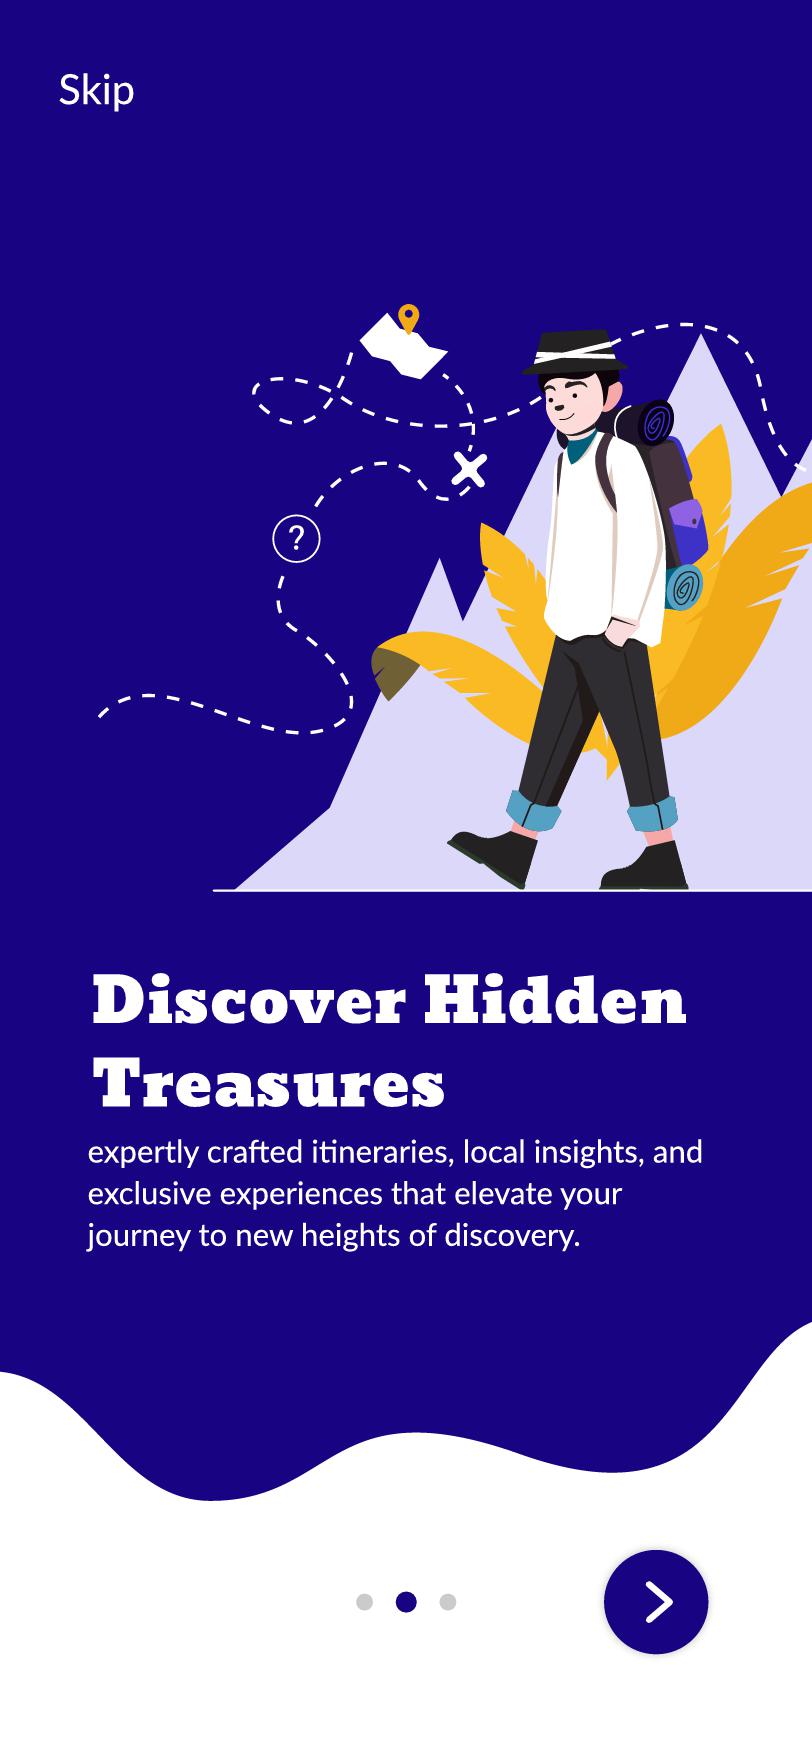 Skip
?
Discover Hidden
Treasures
expertly crafted itineraries, local insights, and
exclusive experiences that elevate your
journey to new heights of discovery.